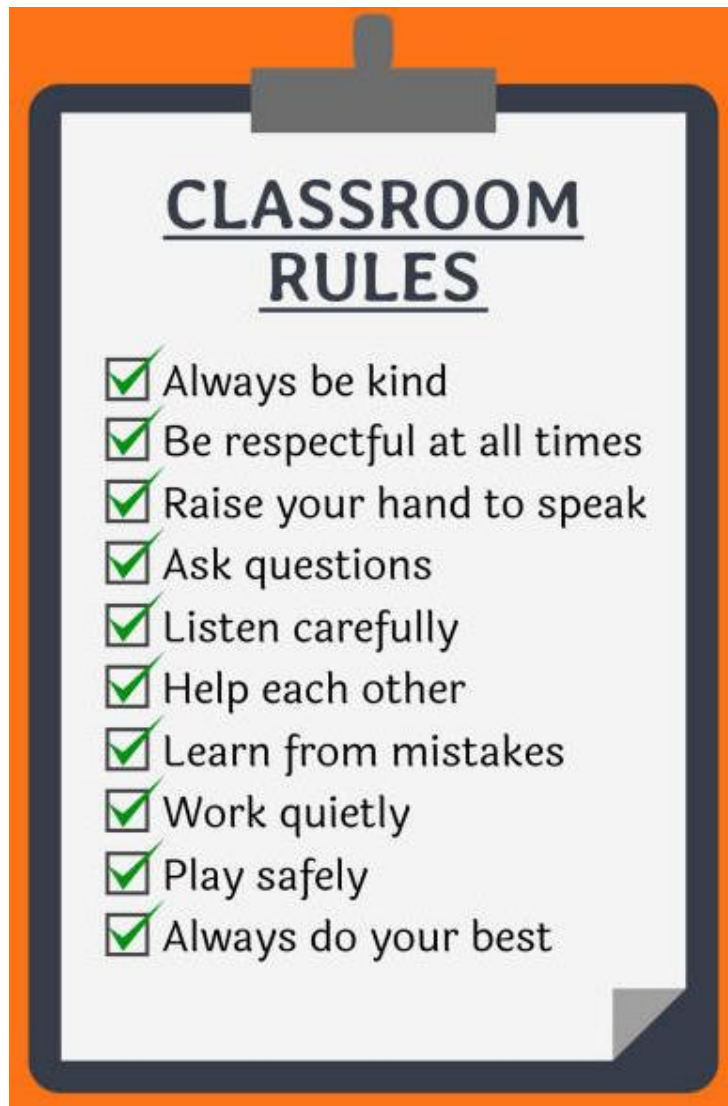 CLASSROOM
RULES
Always be kind
Be respectful at all times
Raise your hand to speak
Ask questions
Listen carefully
Help each other
Learn from mistakes
Work quietly
Play safely
Always do your best